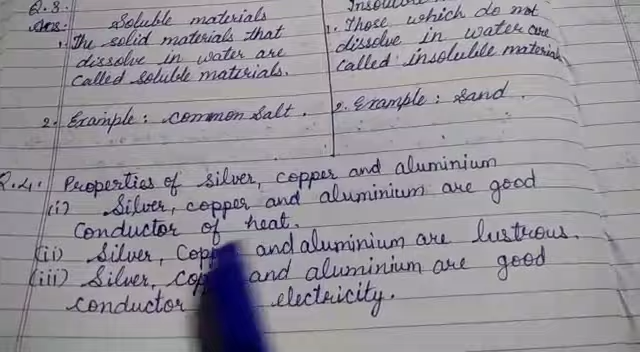 Q.3.
Ans. Soluble materials
1. The solid materials that
dissolve in water are
called soluble materials.
2. Example : common salt .
1. Those which do not
dissolve in water are
called insoluble material
2. Example : sand .
Q.4. Properties of silver, copper and aluminium
(i) Silver, copper and aluminium are good
conductor of heat.
(ii) Silver, and aluminium are lustrous.
(iii) Silver, and aluminium are good
conductor electricity.